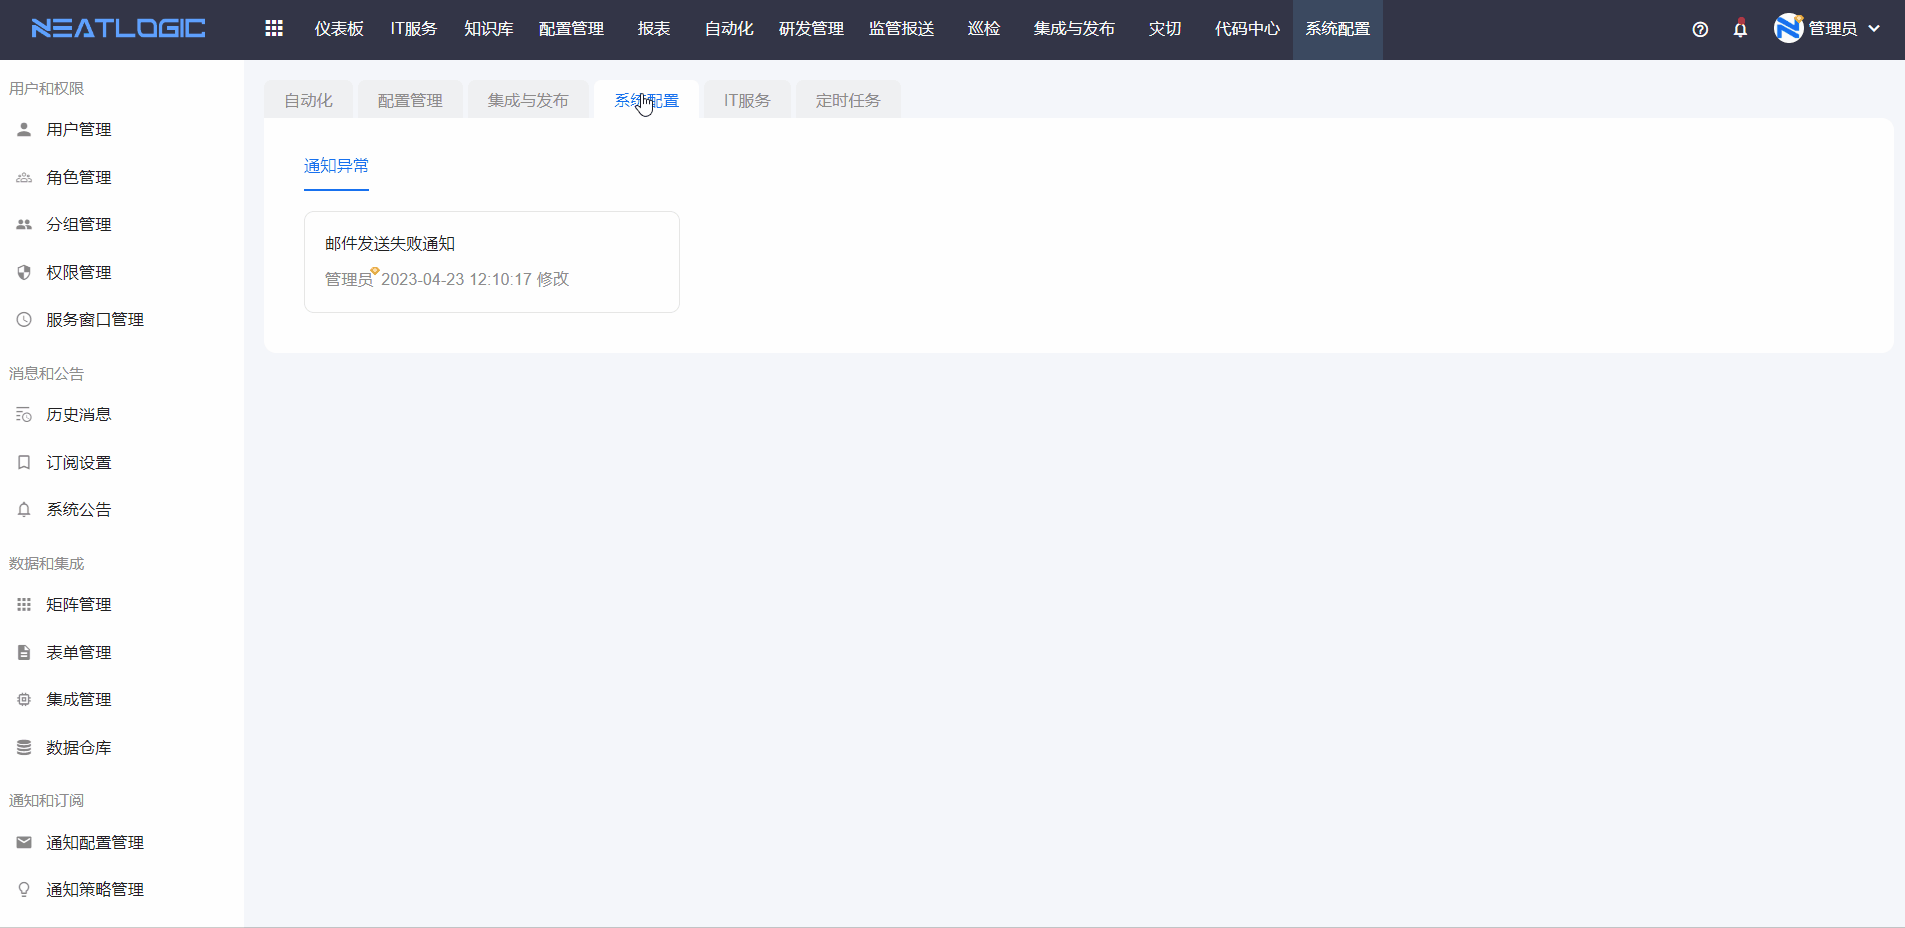 NEATLOGIC 仪表板 IT服务 知识库 配置管理 报表 自动化 研发管理 监管报送 巡检 集成与发布 灾切 代码中心 系统配置 管理员
用户和权限
用户管理
角色管理
分组管理
权限管理
服务窗口管理
消息和公告
历史消息
订阅设置
系统公告
数据和集成
矩阵管理
表单管理
集成管理
数据仓库
通知和订阅
通知配置管理
通知策略管理
自动化 配置管理 集成与发布 系统配置 IT服务 定时任务
通知异常
邮件发送失败通知
管理员 2023-04-23 12:10:17 修改